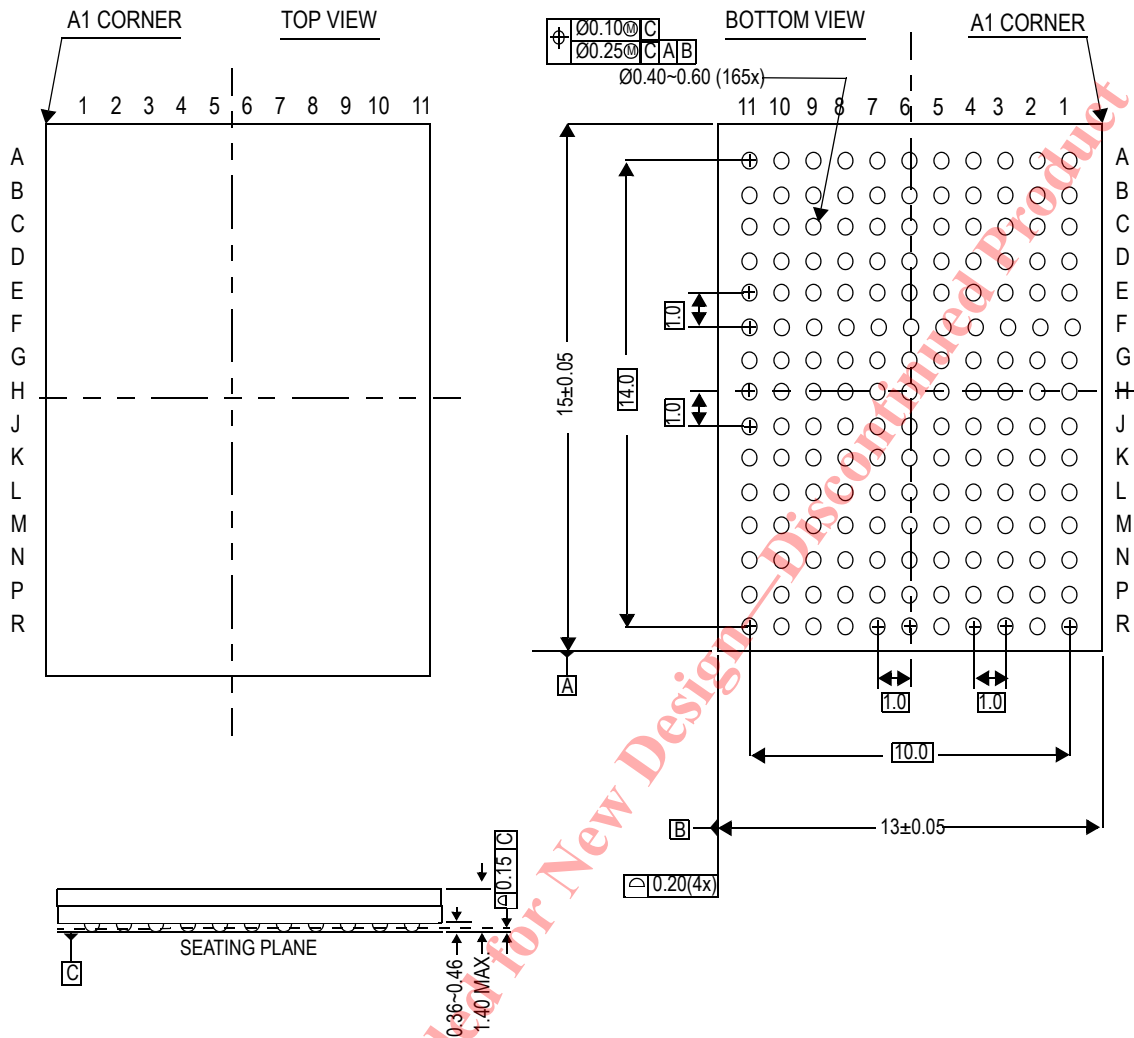 A1 CORNER
TOP VIEW
1 2 3 4 5 6 7 8 9 10 11
A
B
C
D
E
F
G
H
J
K
L
M
N
P
R
BOTTOM VIEW
A1 CORNER
Ø0.10Ⓜ C
Ø0.25Ⓜ C A B
Ø0.40~0.60 (165x)
11 10 9 8 7 6 5 4 3 2 1
A
B
C
D
E
F
G
H
J
K
L
M
N
P
R
1.0
1.0
14.0
15±0.05
A
1.0
1.0
10.0
B
13±0.05
0.20(4x)
0.15 C
SEATING PLANE
C
0.36~0.46
1.40 MAX.
ed for New Design—Discontinued Product